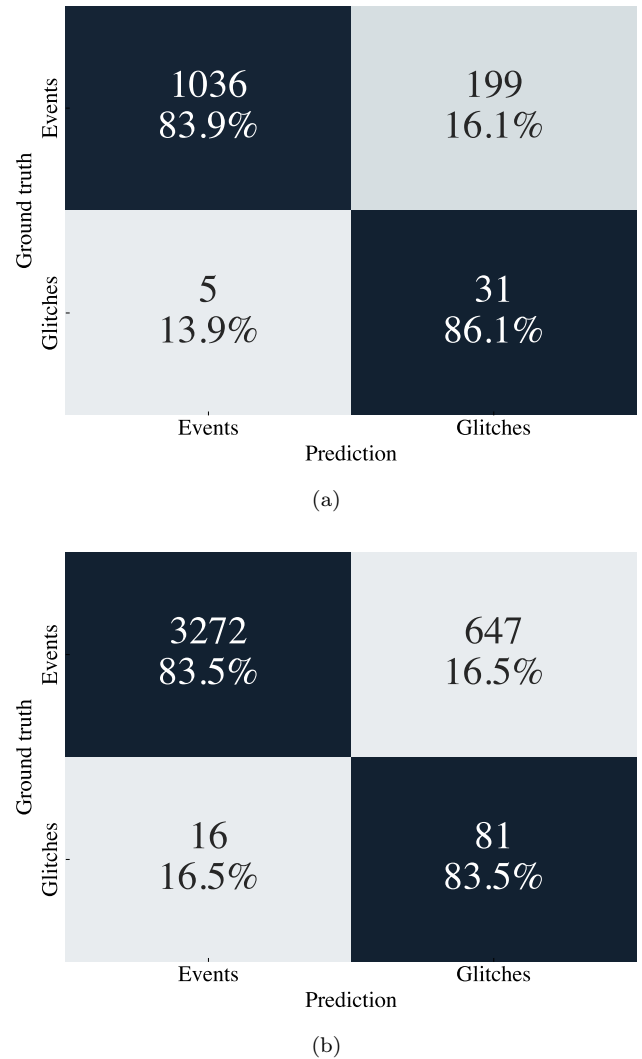 1036
83.9%
199
16.1%
Events
Ground truth
Glitches
5
13.9%
31
86.1%
Events
Glitches
Prediction
(a)
3272
83.5%
647
16.5%
Events
Ground truth
Glitches
16
16.5%
81
83.5%
Events
Glitches
Prediction
(b)